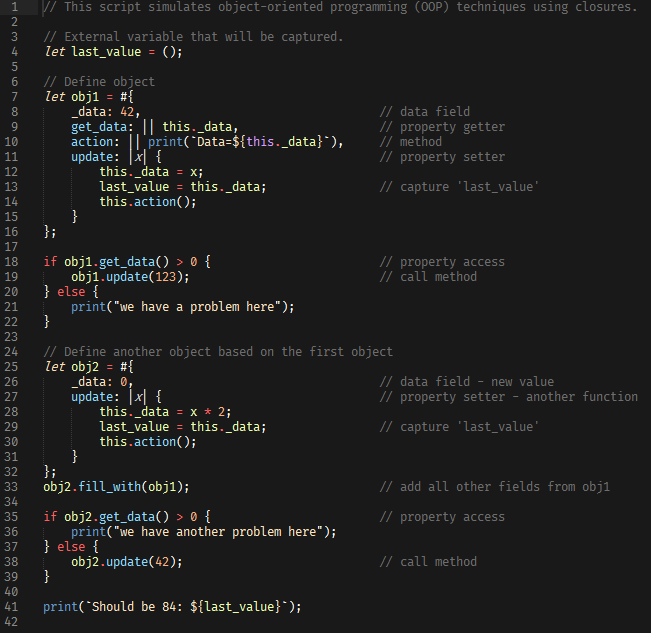 1 // This script simulates object-oriented programming (OOP) techniques using closures.
2
3 // External variable that will be captured.
4 let last_value = ();
5
6 // Define object
7 let obj1 = #{
8     _data: 42,                                  // data field
9     get_data: || this._data,                    // property getter
10     action: || print(`Data=${this._data}`),     // method
11     update: |x| {                               // property setter
12         this._data = x;
13         last_value = this._data;                // capture 'last_value'
14         this.action();
15     }
16 };
17
18 if obj1.get_data() > 0 {                        // property access
19     obj1.update(123);                           // call method
20 } else {
21     print("we have a problem here");
22 }
23
24 // Define another object based on the first object
25 let obj2 = #{
26     _data: 0,                                   // data field - new value
27     update: |x| {                               // property setter - another function
28         this._data = x * 2;
29         last_value = this._data;                // capture 'last_value'
30         this.action();
31     }
32 };
33 obj2.fill_with(obj1);                           // add all other fields from obj1
34
35 if obj2.get_data() > 0 {                        // property access
36     print("we have another problem here");
37 } else {
38     obj2.update(42);                            // call method
39 }
40
41 print(`Should be 84: ${last_value}`);
42